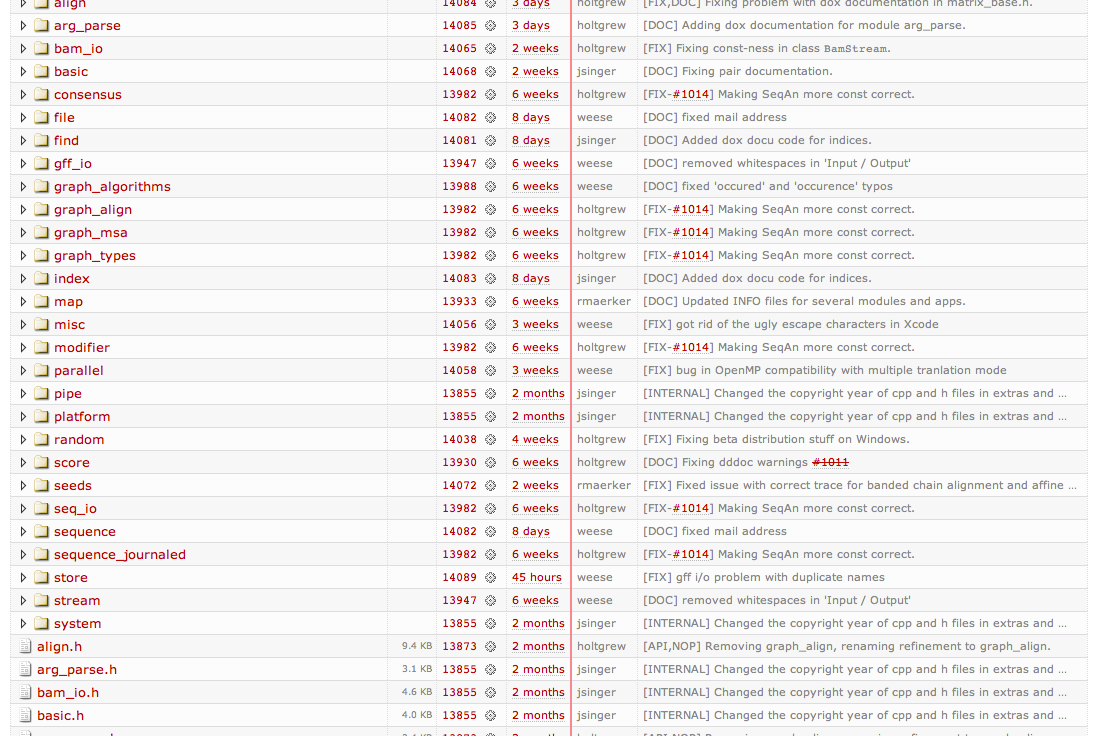 align 14084 3 days holtgrew [FIX,DOC] Fixing problem with dox documentation in matrix_base.h.
arg_parse 14085 3 days holtgrew [DOC] Adding dox documentation for module arg_parse.
bam_io 14065 2 weeks holtgrew [FIX] Fixing const-ness in class BamStream.
basic 14068 2 weeks jsinger [DOC] Fixing pair documentation.
consensus 13982 6 weeks holtgrew [FIX-#1014] Making SeqAn more const correct.
file 14082 8 days weese [DOC] fixed mail address
find 14081 8 days jsinger [DOC] Added dox docu code for indices.
gff_io 13947 6 weeks weese [DOC] removed whitespaces in 'Input / Output'
graph_algorithms 13988 6 weeks weese [DOC] fixed 'occured' and 'occurence' typos
graph_align 13982 6 weeks holtgrew [FIX-#1014] Making SeqAn more const correct.
graph_msa 13982 6 weeks holtgrew [FIX-#1014] Making SeqAn more const correct.
graph_types 13982 6 weeks holtgrew [FIX-#1014] Making SeqAn more const correct.
index 14083 8 days jsinger [DOC] Added dox docu code for indices.
map 13933 6 weeks rmaerker [DOC] Updated INFO files for several modules and apps.
misc 14056 3 weeks weese [FIX] got rid of the ugly escape characters in Xcode
modifier 13982 6 weeks holtgrew [FIX-#1014] Making SeqAn more const correct.
parallel 14058 3 weeks weese [FIX] bug in OpenMP compatibility with multiple tranlation mode
pipe 13855 2 months jsinger [INTERNAL] Changed the copyright year of cpp and h files in extras and ...
platform 13855 2 months jsinger [INTERNAL] Changed the copyright year of cpp and h files in extras and ...
random 14038 4 weeks holtgrew [FIX] Fixing beta distribution stuff on Windows.
score 13930 6 weeks holtgrew [DOC] Fixing dddoc warnings #1011
seeds 14072 2 weeks rmaerker [FIX] Fixed issue with correct trace for banded chain alignment and affine ...
seq_io 13982 6 weeks holtgrew [FIX-#1014] Making SeqAn more const correct.
sequence 14082 8 days weese [DOC] fixed mail address
sequence_journaled 13982 6 weeks holtgrew [FIX-#1014] Making SeqAn more const correct.
store 14089 45 hours weese [FIX] gff i/o problem with duplicate names
stream 13947 6 weeks weese [DOC] removed whitespaces in 'Input / Output'
system 13855 2 months jsinger [INTERNAL] Changed the copyright year of cpp and h files in extras and ...
align.h 9.4 KB 13873 2 months holtgrew [API,NOP] Removing graph_align, renaming refinement to graph_align.
arg_parse.h 3.1 KB 13855 2 months jsinger [INTERNAL] Changed the copyright year of cpp and h files in extras and ...
bam_io.h 4.6 KB 13855 2 months jsinger [INTERNAL] Changed the copyright year of cpp and h files in extras and ...
basic.h 4.0 KB 13855 2 months jsinger [INTERNAL] Changed the copyright year of cpp and h files in extras and ...